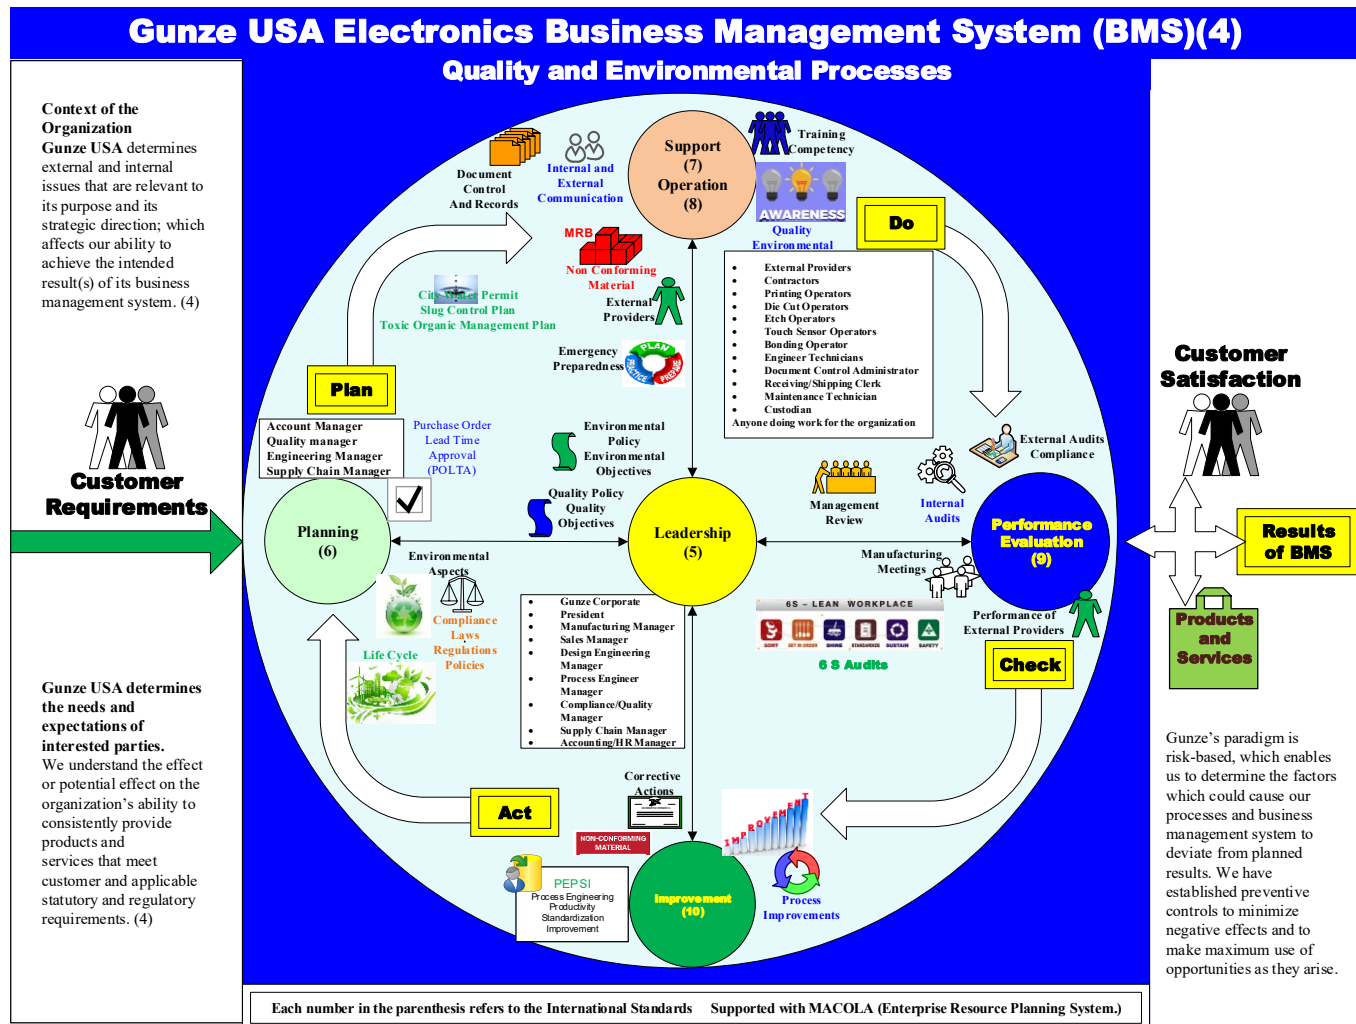 Gunze USA Electronics Business Management System (BMS)(4)
Quality and Environmental Processes
Context of the
Organization
Gunze USA determines
external and internal
issues that are relevant to
its purpose and its
strategic direction; which
affects our ability to
achieve the intended
result(s) of its business
management system. (4)
Customer
Requirements
Gunze USA determines
the needs and
expectations of
interested parties.
We understand the effect
or potential effect on the
organization's ability to
consistently provide
products and
services that meet
customer and applicable
statutory and regulatory
requirements. (4)
Document
Control
And Records
Internal and
External
Communication
Support
(7)
Operation
(8)
Training
Competency
AWARENESS
Quality
Environmental
Do
MRB
Non Conforming
Material
City Water Permit
Slug Control Plan
Toxic Organic Management Plan
External
Providers
Emergency
Preparedness
PLAN
PREPARE
PRACTICE
• External Providers
• Contractors
• Printing Operators
• Die Cut Operators
• Etch Operators
• Touch Sensor Operators
• Bonding Operator
• Engineer Technicians
• Document Control Administrator
• Receiving/Shipping Clerk
• Maintenance Technician
• Custodian
Anyone doing work for the organization
Plan
Account Manager
Quality manager
Engineering Manager
Supply Chain Manager
Purchase Order
Lead Time
Approval
(POLTA)
Environmental
Policy
Environmental
Objectives
Quality Policy
Quality
Objectives
Planning
(6)
Leadership
(5)
Management
Review
Internal
Audits
External Audits
Compliance
Performance
Evaluation
(9)
Manufacturing
Meetings
Performance of
External Providers
6S – LEAN WORKPLACE
SORT
SET IN ORDER
SHINE
STANDARDIZE
SUSTAIN
SAFETY
6 S Audits
Check
Environmental
Aspects
Compliance
Laws
Regulations
Policies
Life Cycle
• Gunze Corporate
• President
• Manufacturing Manager
• Sales Manager
• Design Engineering
Manager
• Process Engineer
Manager
• Compliance/Quality
Manager
• Supply Chain Manager
• Accounting/HR Manager
Act
Corrective
Actions
NON-CONFORMING
MATERIAL
IMPROVEMENT
PEPSI
Process Engineering
Productivity
Standardization
Improvement
Improvement
(10)
Process
Improvements
Customer
Satisfaction
Results
of BMS
Products
and
Services
Gunze's paradigm is
risk-based, which enables
us to determine the factors
which could cause our
processes and business
management system to
deviate from planned
results. We have
established preventive
controls to minimize
negative effects and to
make maximum use of
opportunities as they arise.
Each number in the parenthesis refers to the International Standards Supported with MACOLA (Enterprise Resource Planning System.)